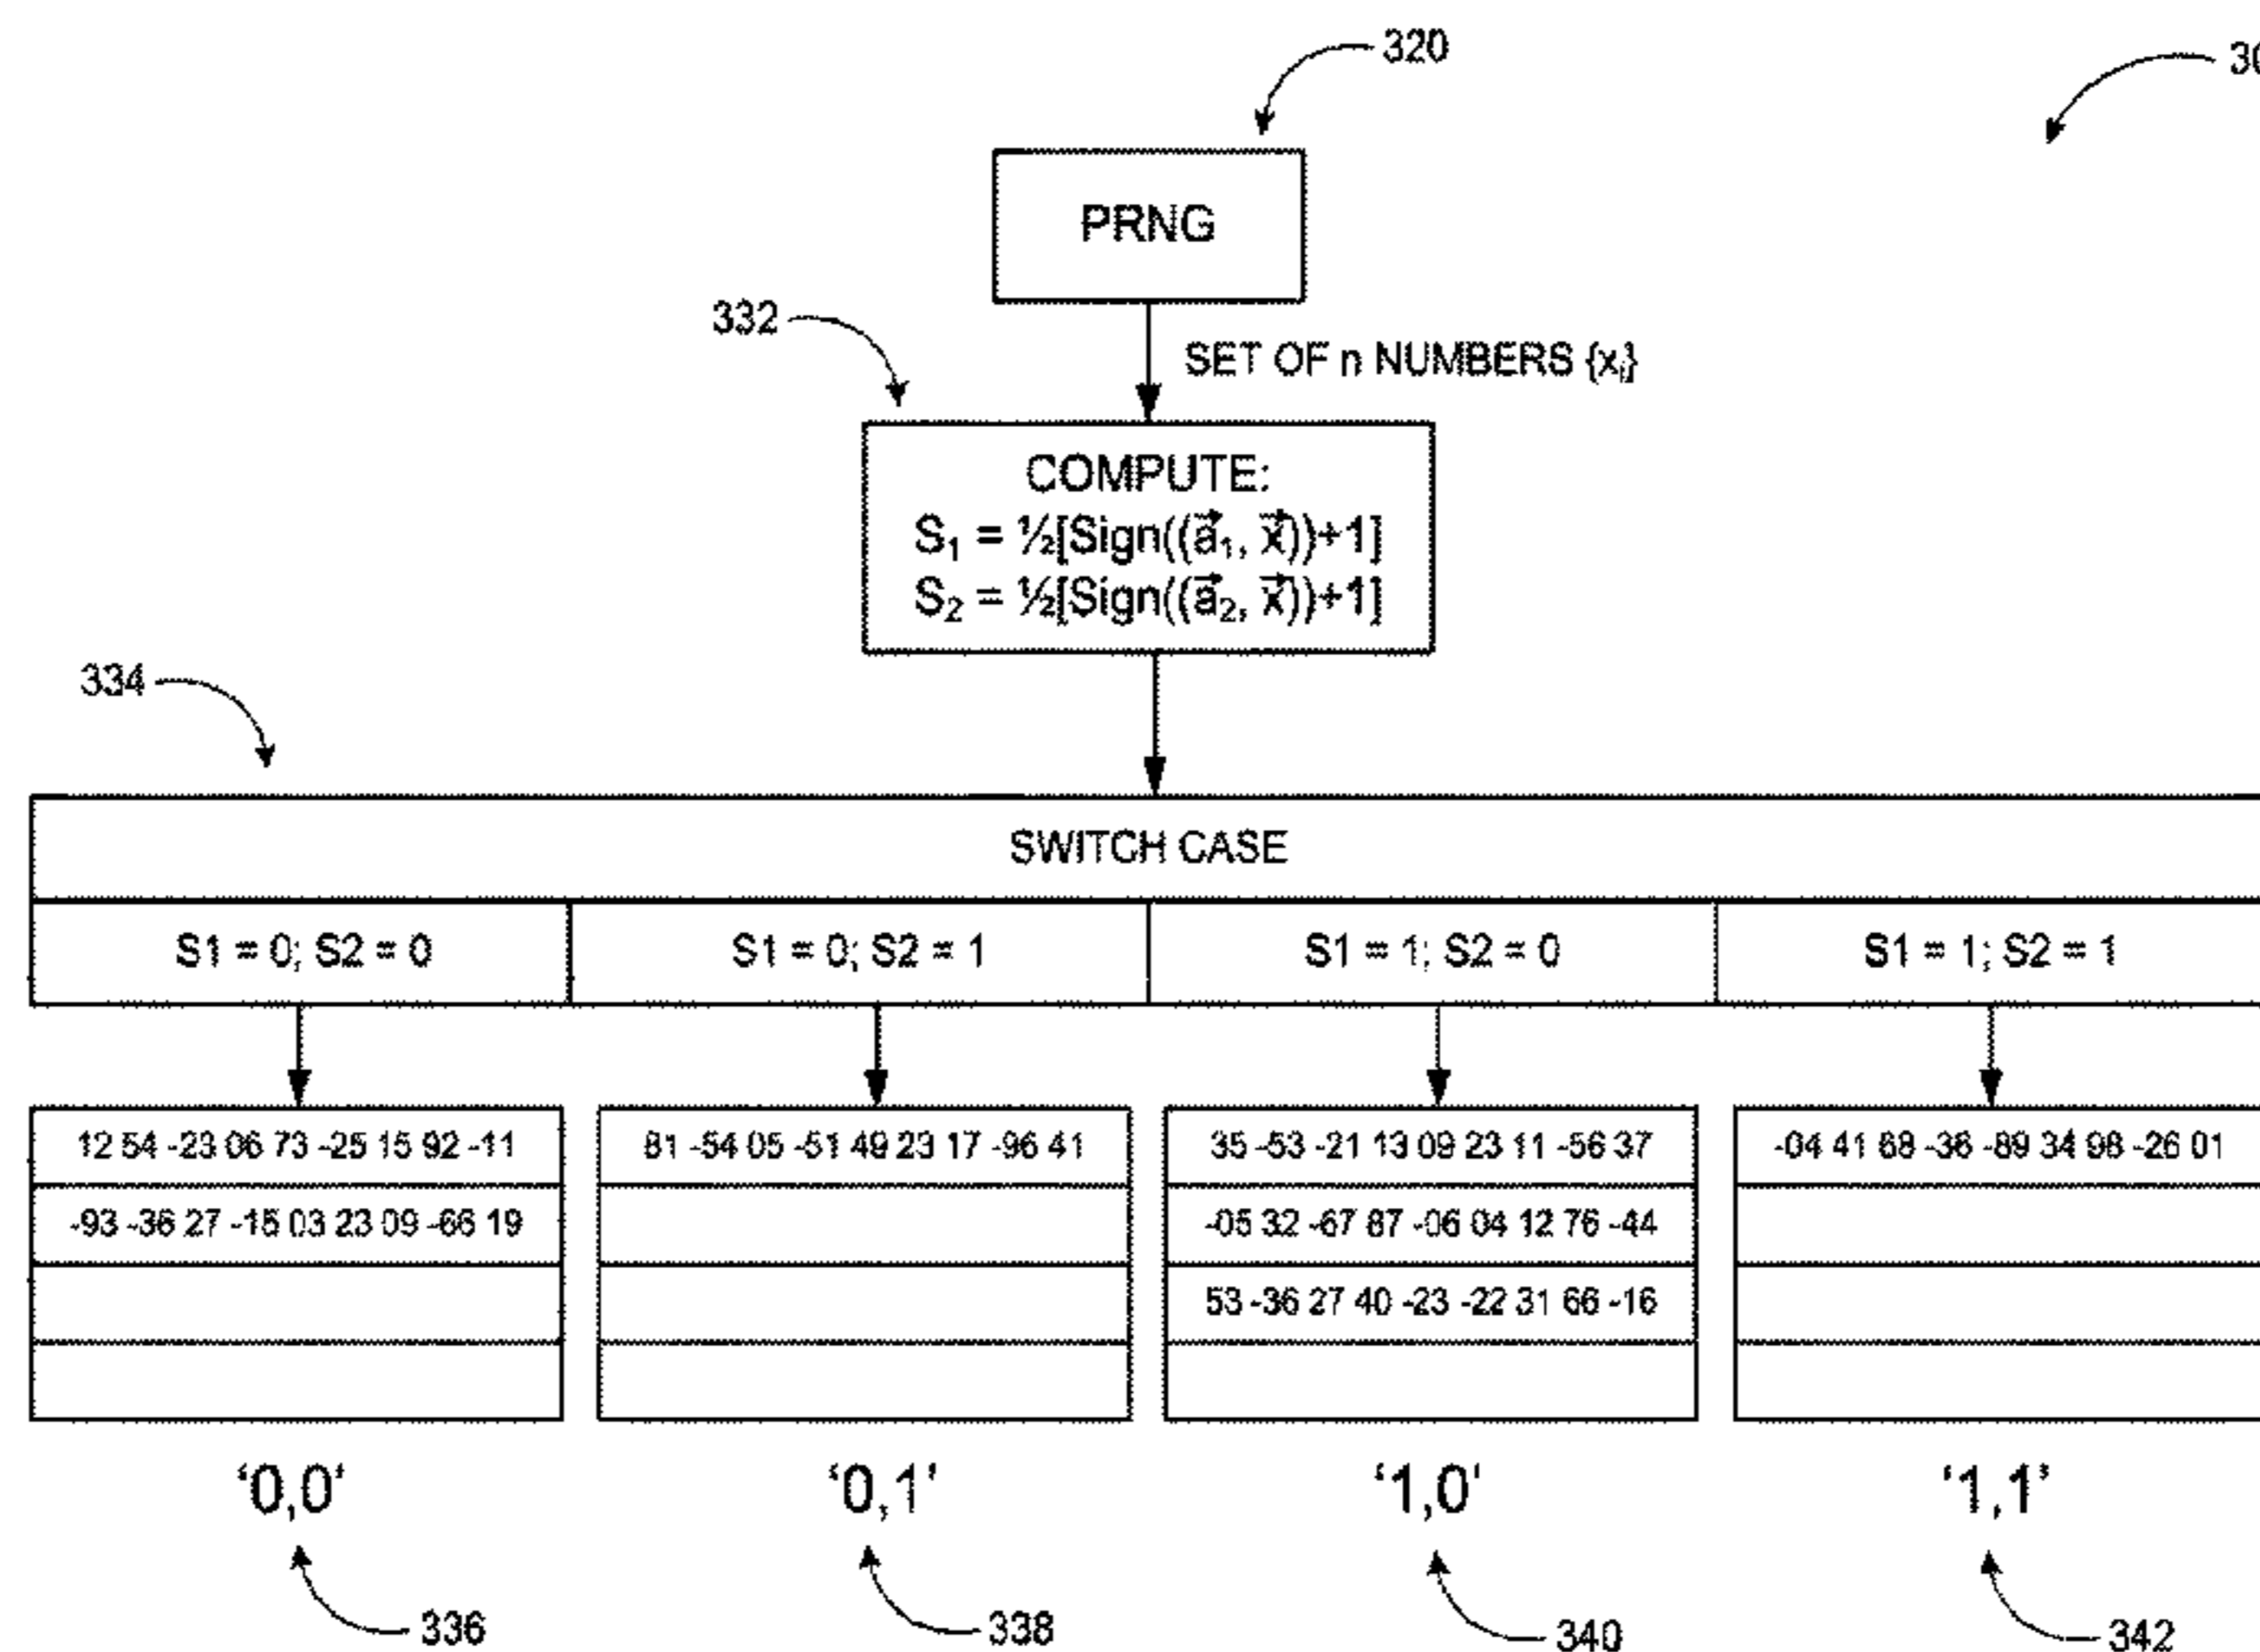 320
PRNG
332
SET OF n NUMBERS {xᵢ}
COMPUTE:
S₁ = ½[Sign((a⃗₁, x⃗))+1]
S₂ = ½[Sign((a⃗₂, x⃗))+1]
334
SWITCH CASE
S1 = 0; S2 = 0
S1 = 0; S2 = 1
S1 = 1; S2 = 0
S1 = 1; S2 = 1
12 54 -23 06 73 -25 15 92 -11
81 -54 05 -51 49 23 17 -96 41
35 -53 -21 13 09 23 11 -56 37
-04 41 68 -36 -89 34 98 -26 01
-93 -36 27 -15 03 23 09 -66 19
-05 32 -67 87 -06 04 12 76 -44
53 -36 27 40 -23 -22 31 66 -16
‘0,0’
‘0,1’
‘1,0’
‘1,1’
336
338
340
342